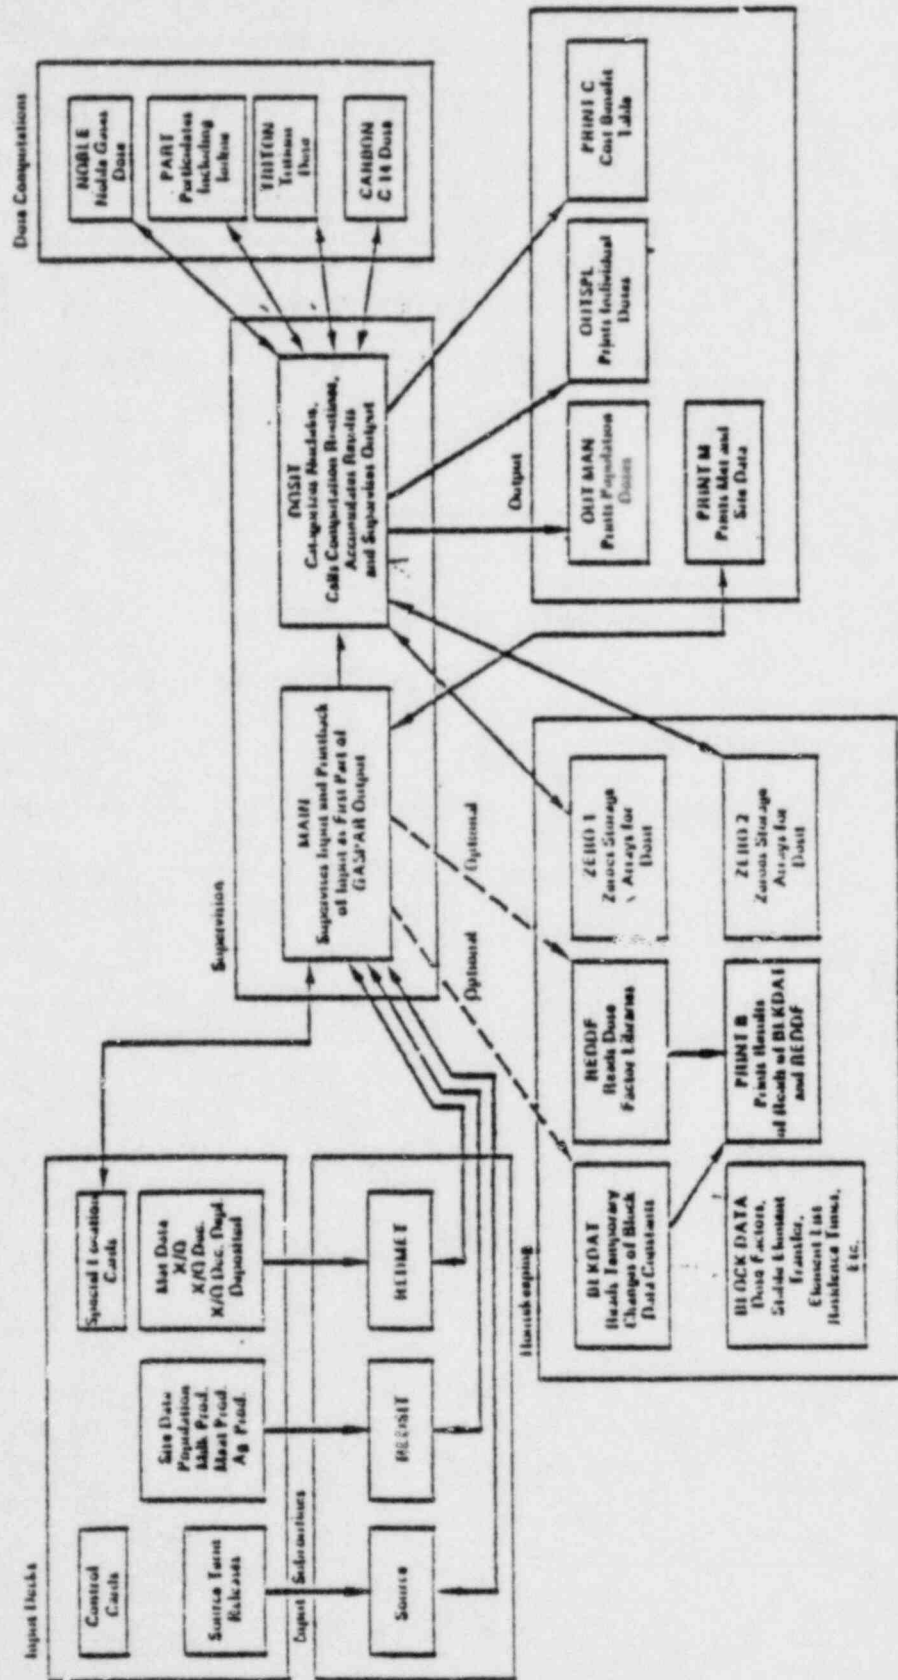 Input Decks
Control
Cards
Source Term
Releases
Site Data
Population
Milk Prod.
Meat Prod.
Ag Prod.
Special Location
Cards
Met Data
X/Q
X/Q Dec.
X/Q Dec. Depl
Deposition
Input Subroutines
Source
REDSIT
REDMET
Supervision
MAIN
Supervises Input and Printback
of Input as First Part of
GASPAR Output
DOSIT
Categorizes Nuclides,
Calls Computation Routines,
Accumulates Results
and Supervises Output
Dose Computations
NOBLE
Noble Gases
Dose
PART
Particulates
Including
Iodine
TRITON
Tritium
Dose
CARBON
C 14 Dose
Optional
Optional
Housekeeping
BLKDAT
Reads Temporary
Changes of Block
Data Constants
REDDF
Reads Dose
Factor Libraries
ZERO 1
Zeroes Storage
Arrays for
Dosit
BLOCK DATA
Dose Factors,
Stable Element
Transfer,
Element List
Residence Times,
Etc.
PRINT B
Prints Results
of Reads of BLKDAT
and REDDF
ZERO 2
Zeroes Storage
Arrays for
Dosit
Output
OUTMAN
Prints Population
Doses
OUTSPL
Prints Individual
Doses
PRINT C
Cost Benefit
Table
PRINT M
Prints Met and
Site Data